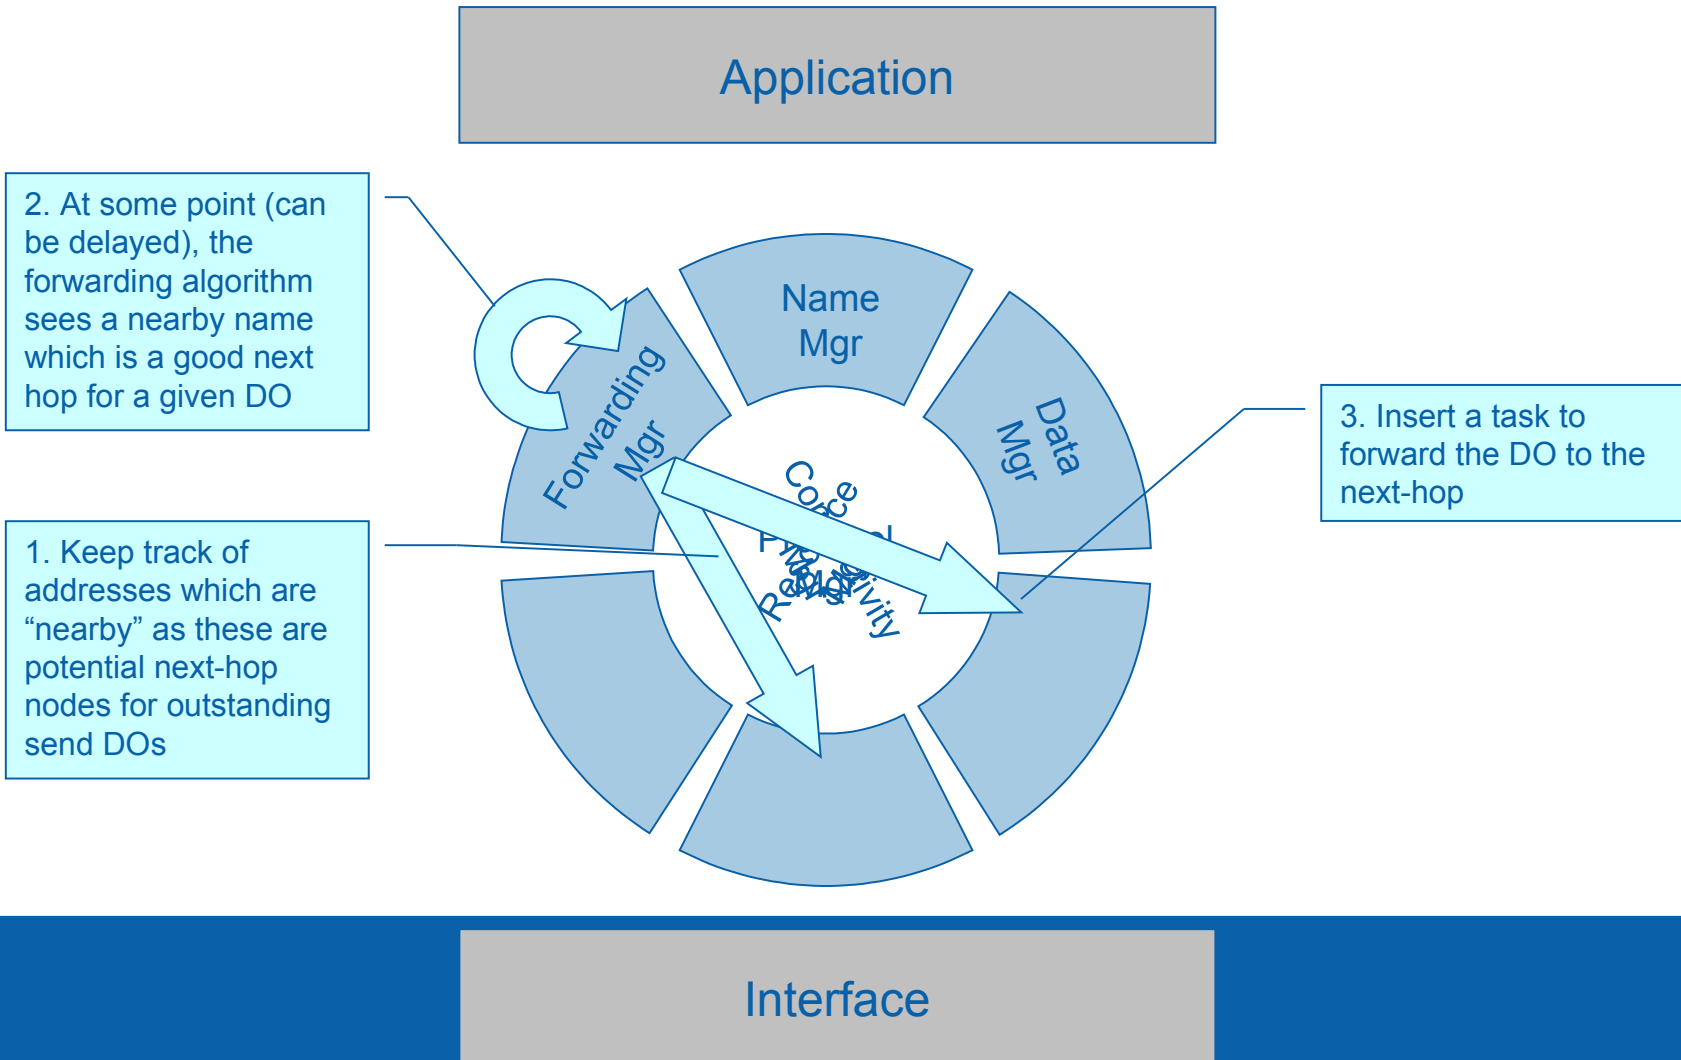 Application
2. At some point (can
be delayed), the
forwarding algorithm
sees a nearby name
which is a good next
hop for a given DO
Name
Mgr
Forwarding
Mgr
Data
Mgr
3. Insert a task to
forward the DO to the
next-hop
1. Keep track of
addresses which are
“nearby” as these are
potential next-hop
nodes for outstanding
send DOs
Mgr
Interface